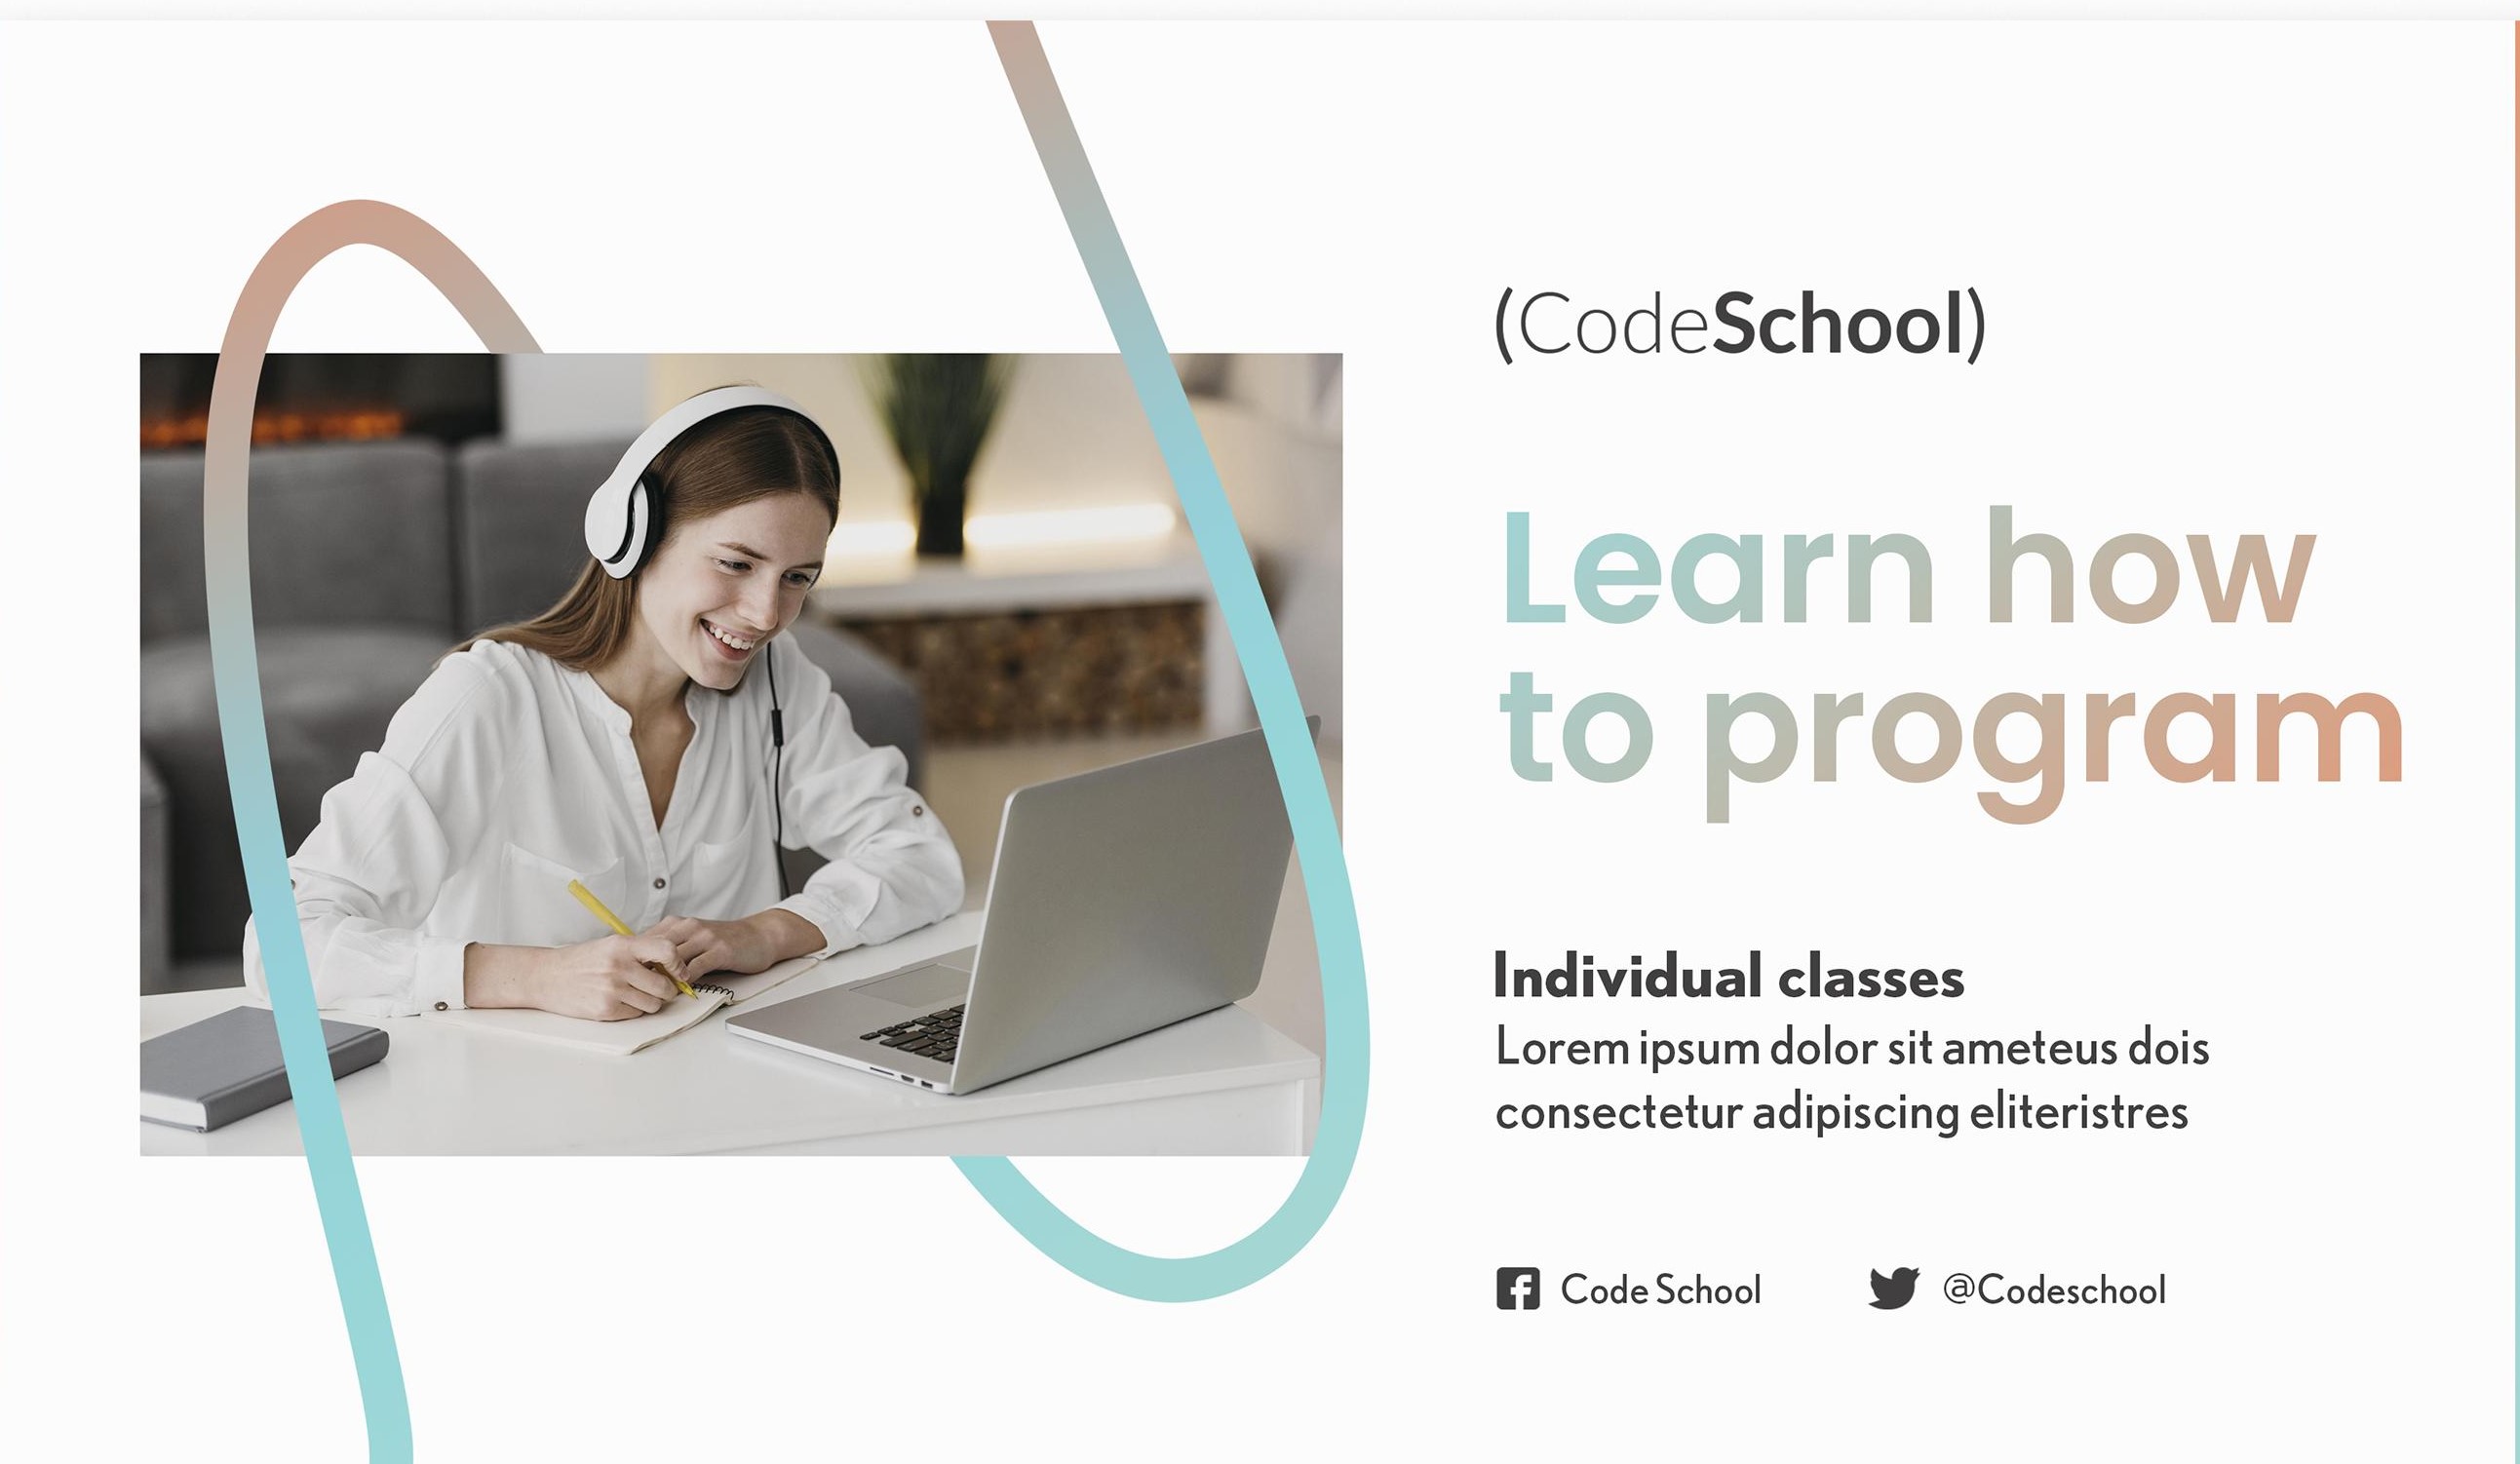 (CodeSchool)
Learn how
to program
Individual classes
Lorem ipsum dolor sit ameteus dois
consectetur adipiscing eliteristres
Code School
@Codeschool